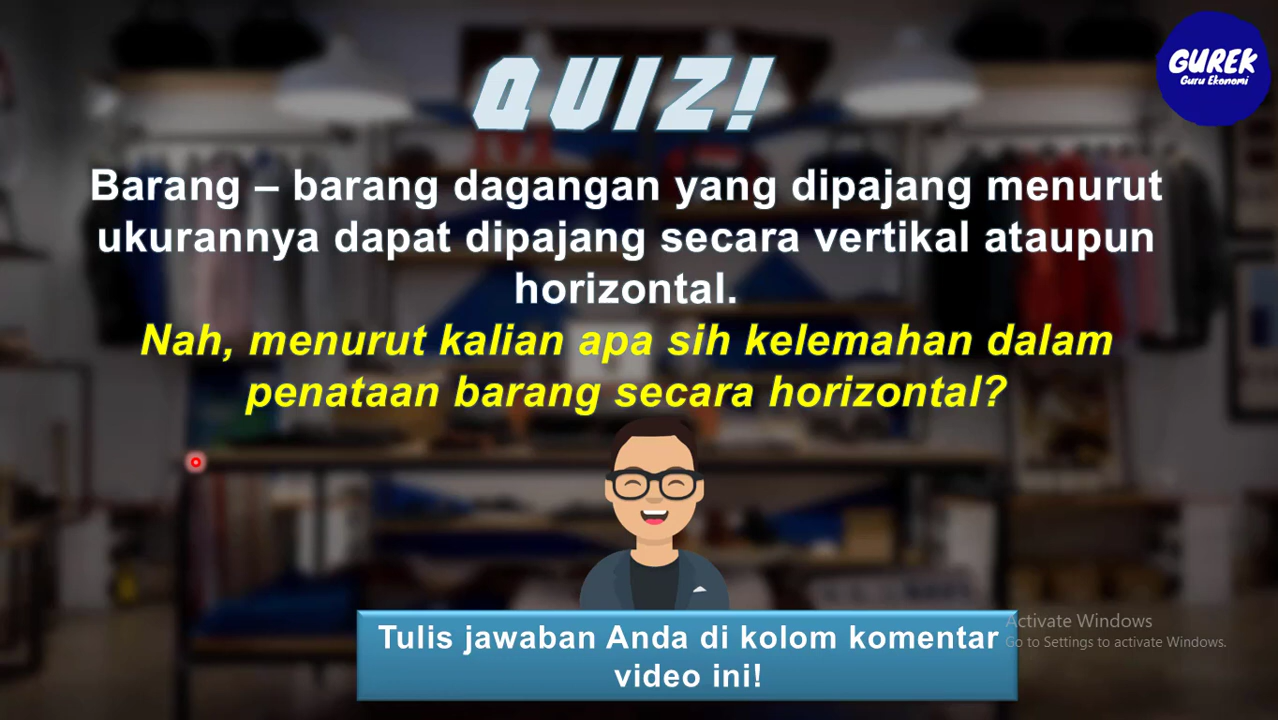 GUREK
Guru Ekonomi
QUIZ!
Barang – barang dagangan yang dipajang menurut
ukurannya dapat dipajang secara vertikal ataupun
horizontal.
Nah, menurut kalian apa sih kelemahan dalam
penataan barang secara horizontal?
Tulis jawaban Anda di kolom komentar
video ini!
Activate Windows
Go to Settings to activate Windows.